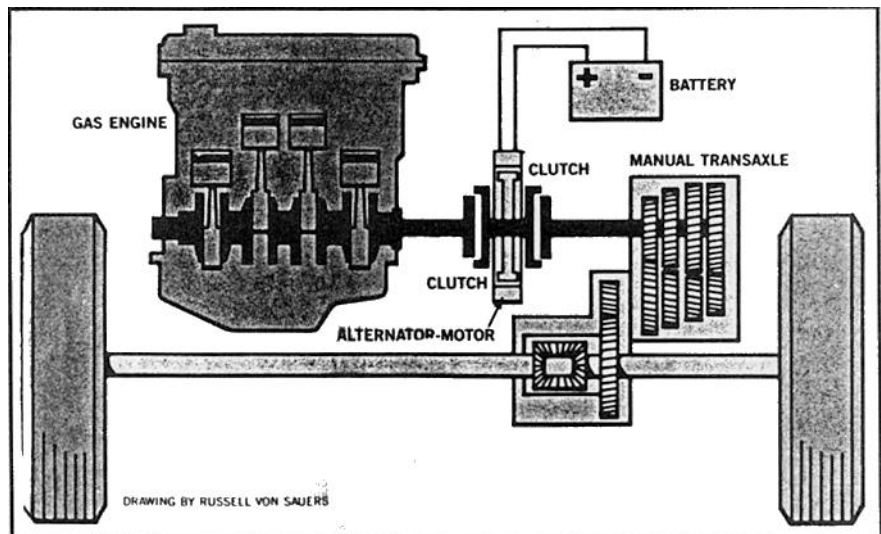 GAS ENGINE
+ -
BATTERY
CLUTCH
MANUAL TRANSAXLE
CLUTCH
ALTERNATOR-MOTOR
DRAWING BY RUSSELL VON SAUERS